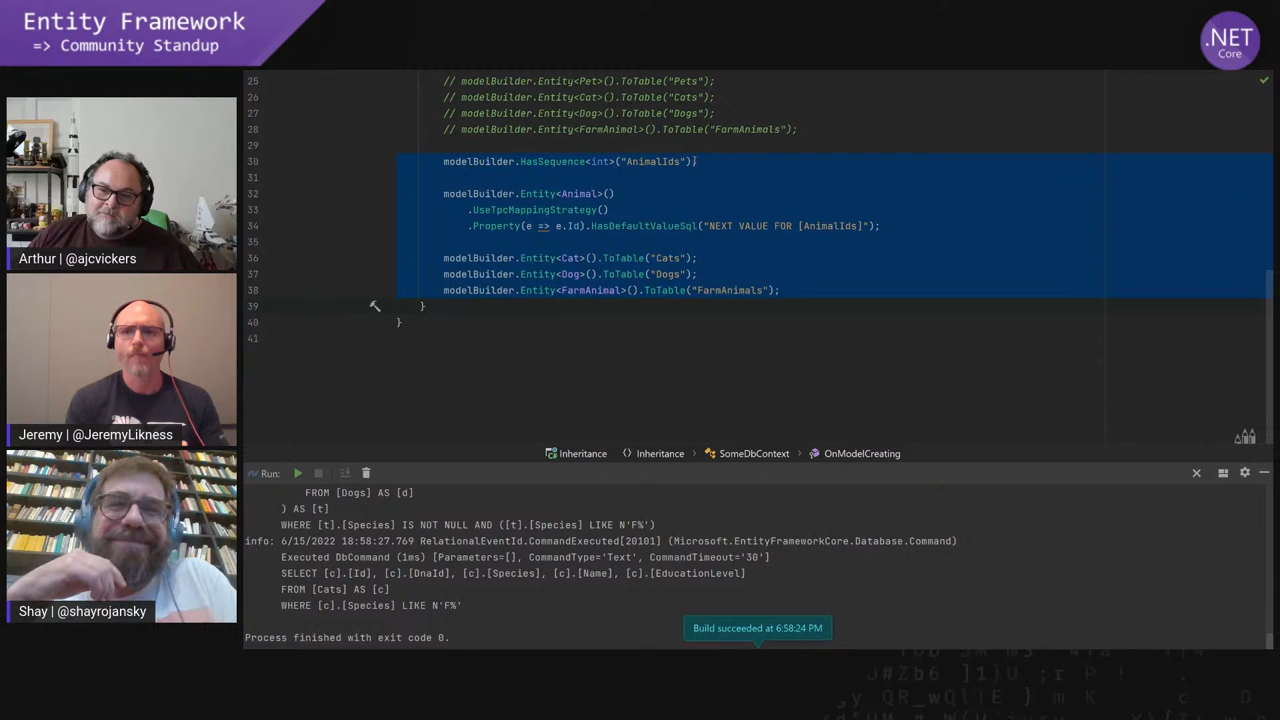 Entity Framework
=> Community Standup
.NET
Core
Arthur | @ajcvickers
Jeremy | @JeremyLikness
Shay | @shayrojansky
25 // modelBuilder.Entity<Pet>().ToTable("Pets");
26 // modelBuilder.Entity<Cat>().ToTable("Cats");
27 // modelBuilder.Entity<Dog>().ToTable("Dogs");
28 // modelBuilder.Entity<FarmAnimal>().ToTable("FarmAnimals");
29
30 modelBuilder.HasSequence<int>("AnimalIds");
31
32 modelBuilder.Entity<Animal>()
33 .UseTpcMappingStrategy()
34 .Property(e => e.Id).HasDefaultValueSql("NEXT VALUE FOR [AnimalIds]");
35
36 modelBuilder.Entity<Cat>().ToTable("Cats");
37 modelBuilder.Entity<Dog>().ToTable("Dogs");
38 modelBuilder.Entity<FarmAnimal>().ToTable("FarmAnimals");
39 }
40 }
41
Inheritance Inheritance SomeDbContext OnModelCreating
Run:
FROM [Dogs] AS [d]
) AS [t]
WHERE [t].[Species] IS NOT NULL AND ([t].[Species] LIKE N'F%')
info: 6/15/2022 18:58:27.769 RelationalEventId.CommandExecuted[20101] (Microsoft.EntityFrameworkCore.Database.Command)
Executed DbCommand (1ms) [Parameters=[], CommandType='Text', CommandTimeout='30']
SELECT [c].[Id], [c].[DnaId], [c].[Species], [c].[Name], [c].[EducationLevel]
FROM [Cats] AS [c]
WHERE [c].[Species] LIKE N'F%'
Build succeeded at 6:58:24 PM
Process finished with exit code 0.